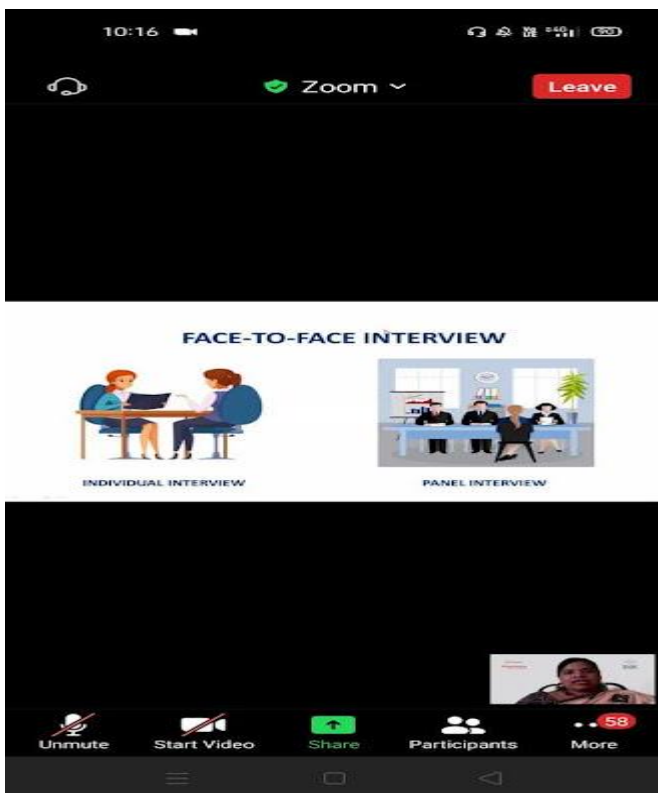 10:16
Zoom
Leave
FACE-TO-FACE INTERVIEW
INDIVIDUAL INTERVIEW
PANEL INTERVIEW
58
Unmute
Start Video
Share
Participants
More